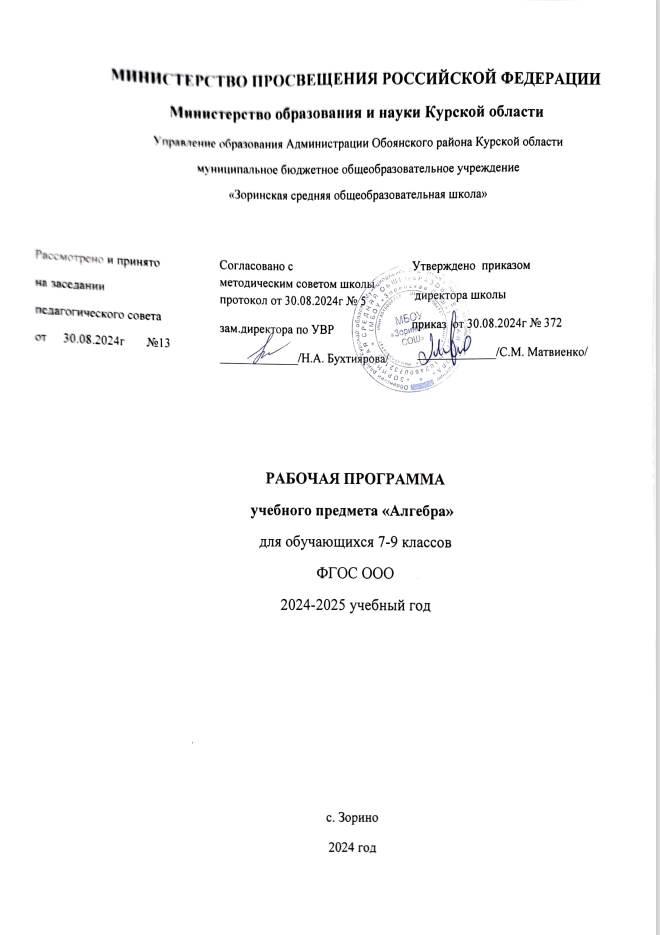 МИНИСТЕРСТВО ПРОСВЕЩЕНИЯ РОССИЙСКОЙ ФЕДЕРАЦИИ
Министерство образования и науки Курской области
Управление образования Администрации Обоянского района Курской области
муниципальное бюджетное общеобразовательное учреждение
«Зоринская средняя общеобразовательная школа»
Рассмотрено и принято
на заседании
педагогического совета
от 30.08.2024г №13
Согласовано с
методическим советом школы
протокол от 30.08.2024г № 5
зам.директора по УВР
/Н.А. Бухтиярова/
Утверждено приказом
директора школы
приказ от 30.08.2024г № 372
/С.М. Матвиенко/
МБОУ
«Зоринская
СОШ»
РАБОЧАЯ ПРОГРАММА
учебного предмета «Алгебра»
для обучающихся 7-9 классов
ФГОС ООО
2024-2025 учебный год
с. Зорино
2024 год